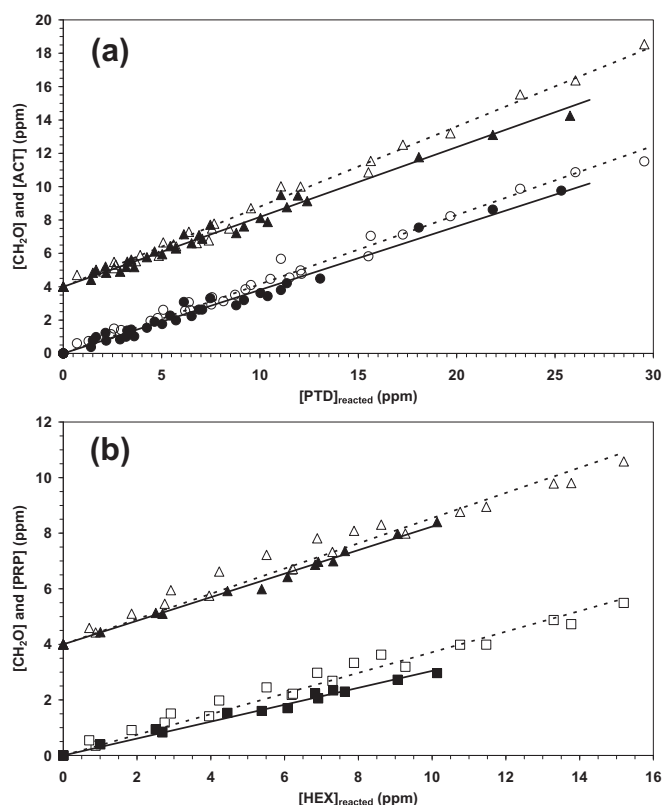 (a)
[CH₂O] and [ACT] (ppm)
20
18
16
14
12
10
8
6
4
2
0
0 5 10 15 20 25 30
[PTD]reacted (ppm)
(b)
[CH₂O] and [PRP] (ppm)
12
10
8
6
4
2
0
0 2 4 6 8 10 12 14 16
[HEX]reacted (ppm)